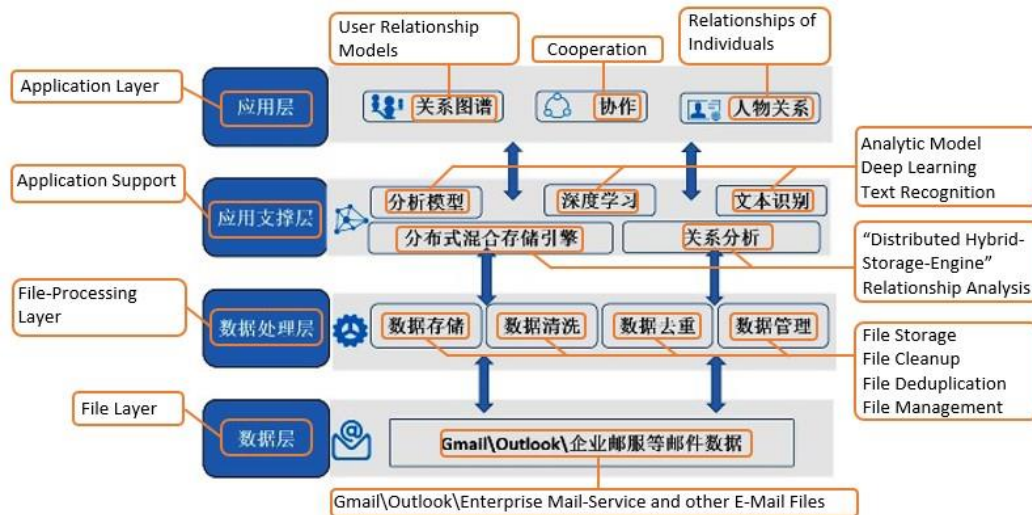 User Relationship
Models
Cooperation
Relationships of
Individuals
Application Layer
应用层
关系图谱
协作
人物关系
Application Support
应用支撑层
分析模型
深度学习
文本识别
Analytic Model
Deep Learning
Text Recognition
分布式混合存储引擎
关系分析
“Distributed Hybrid-
Storage-Engine”
Relationship Analysis
File-Processing
Layer
数据处理层
数据存储
数据清洗
数据去重
数据管理
File Storage
File Cleanup
File Deduplication
File Management
File Layer
数据层
@
Gmail\Outlook\企业邮服等邮件数据
Gmail\Outlook\Enterprise Mail-Service and other E-Mail Files